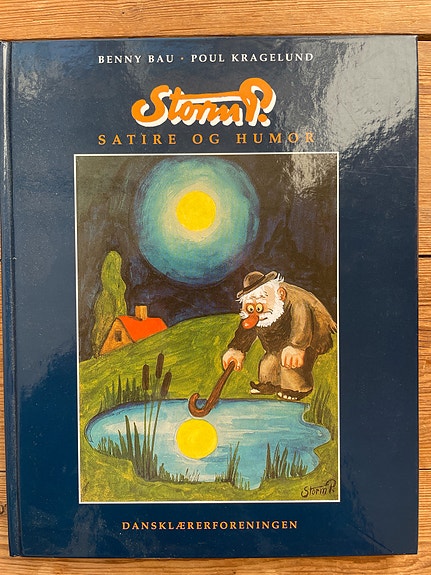 BENNY BAU · POUL KRAGELUND
Storm P.
SATIRE OG HUMOR
Storm P.
DANSKLÆRERFORENINGEN